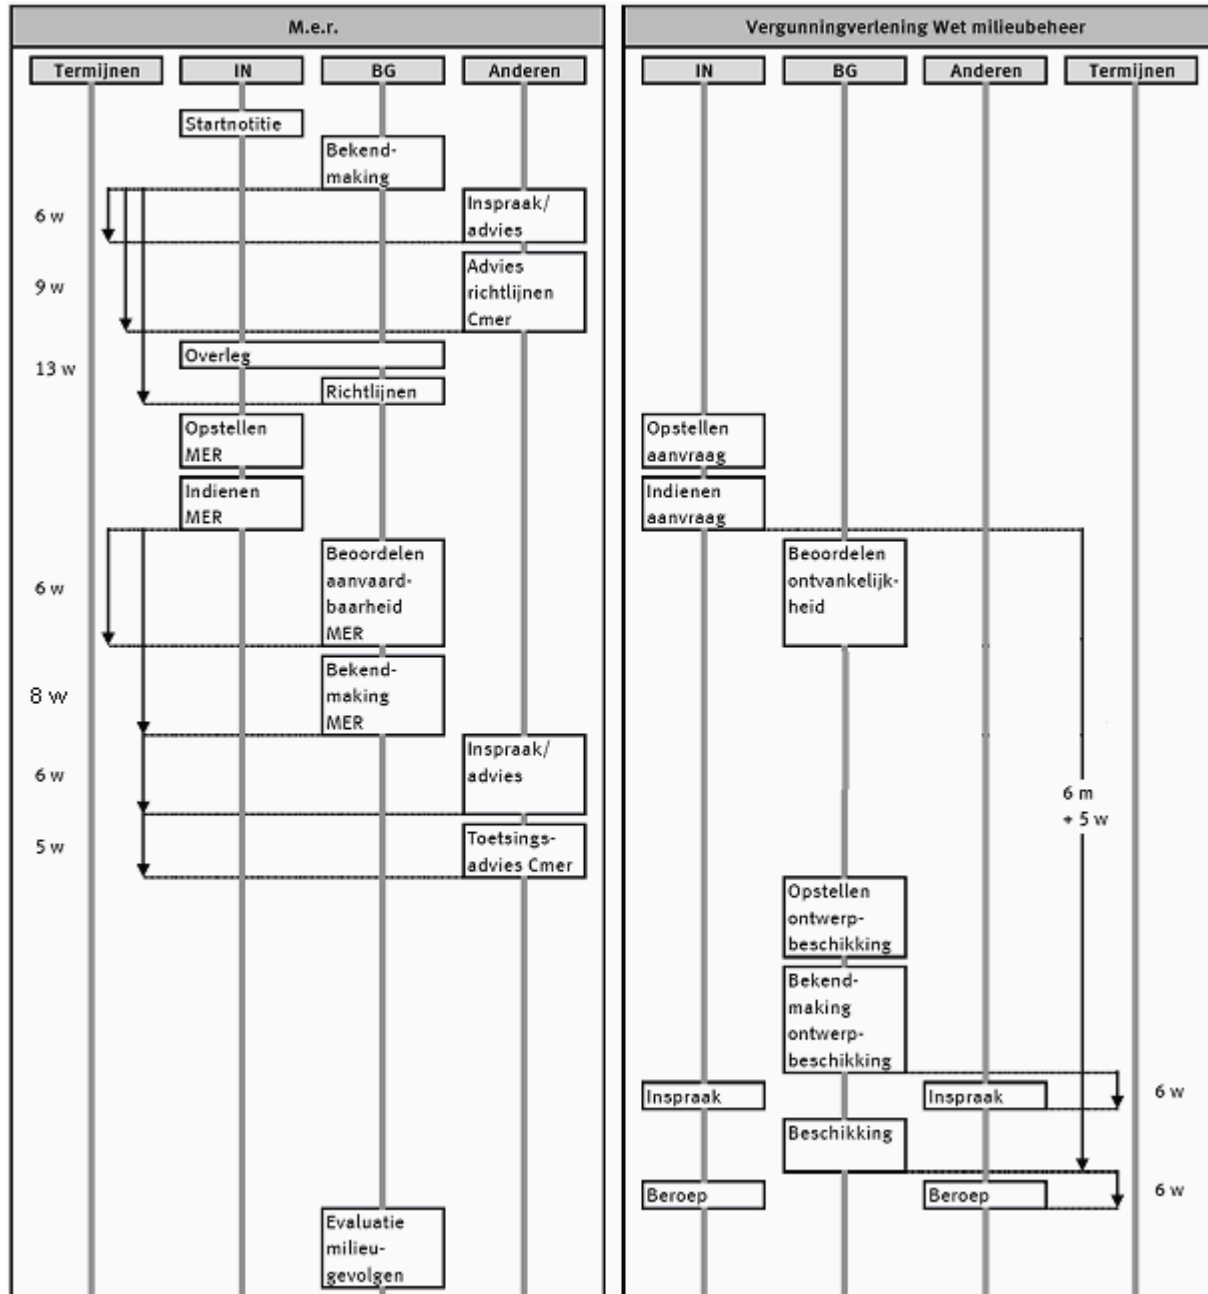 M.e.r.
Termijnen
IN
BG
Anderen
Startnotitie
Bekend-
making
6 w
Inspraak/
advies
9 w
Advies
richtlijnen
Cmer
Overleg
13 w
Richtlijnen
Opstellen
MER
Indienen
MER
6 w
Beoordelen
aanvaard-
baarheid
MER
8 w
Bekend-
making
MER
6 w
Inspraak/
advies
5 w
Toetsings-
advies Cmer
Evaluatie
milieu-
gevolgen
Vergunningverlening Wet milieubeheer
IN
BG
Anderen
Termijnen
Opstellen
aanvraag
Indienen
aanvraag
Beoordelen
ontvankelijk-
heid
6 m
+ 5 w
Opstellen
ontwerp-
beschikking
Bekend-
making
ontwerp-
beschikking
Inspraak
Inspraak
6 w
Beschikking
Beroep
Beroep
6 w